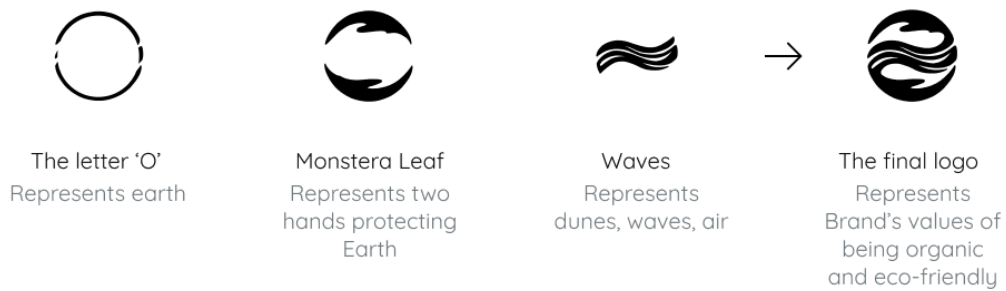 The letter ‘O’
Represents earth
Monstera Leaf
Represents two
hands protecting
Earth
Waves
Represents
dunes, waves, air
The final logo
Represents
Brand’s values of
being organic
and eco-friendly